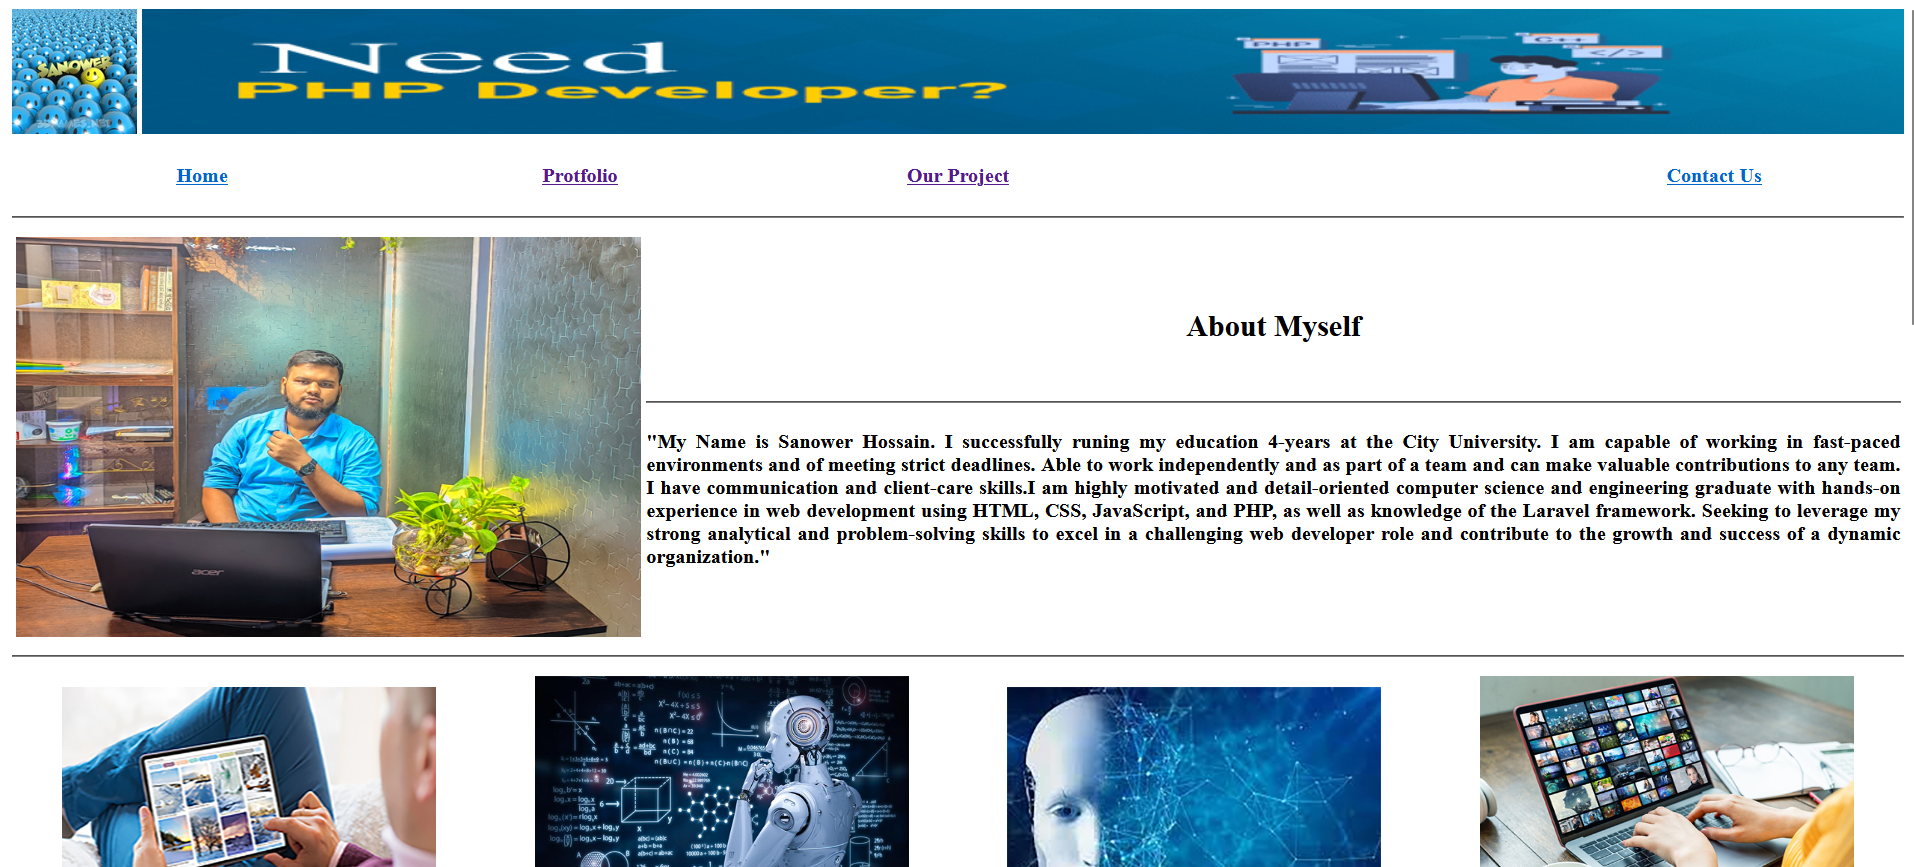 SANOWER
Need
PHP Developer?
PHP
C++
</>
Home
Protfolio
Our Project
Contact Us
About Myself
"My Name is Sanower Hossain. I successfully runing my education 4-years at the City University. I am capable of working in fast-paced
environments and of meeting strict deadlines. Able to work independently and as part of a team and can make valuable contributions to any team.
I have communication and client-care skills.I am highly motivated and detail-oriented computer science and engineering graduate with hands-on
experience in web development using HTML, CSS, JavaScript, and PHP, as well as knowledge of the Laravel framework. Seeking to leverage my
strong analytical and problem-solving skills to excel in a challenging web developer role and contribute to the growth and success of a dynamic
organization."
acer